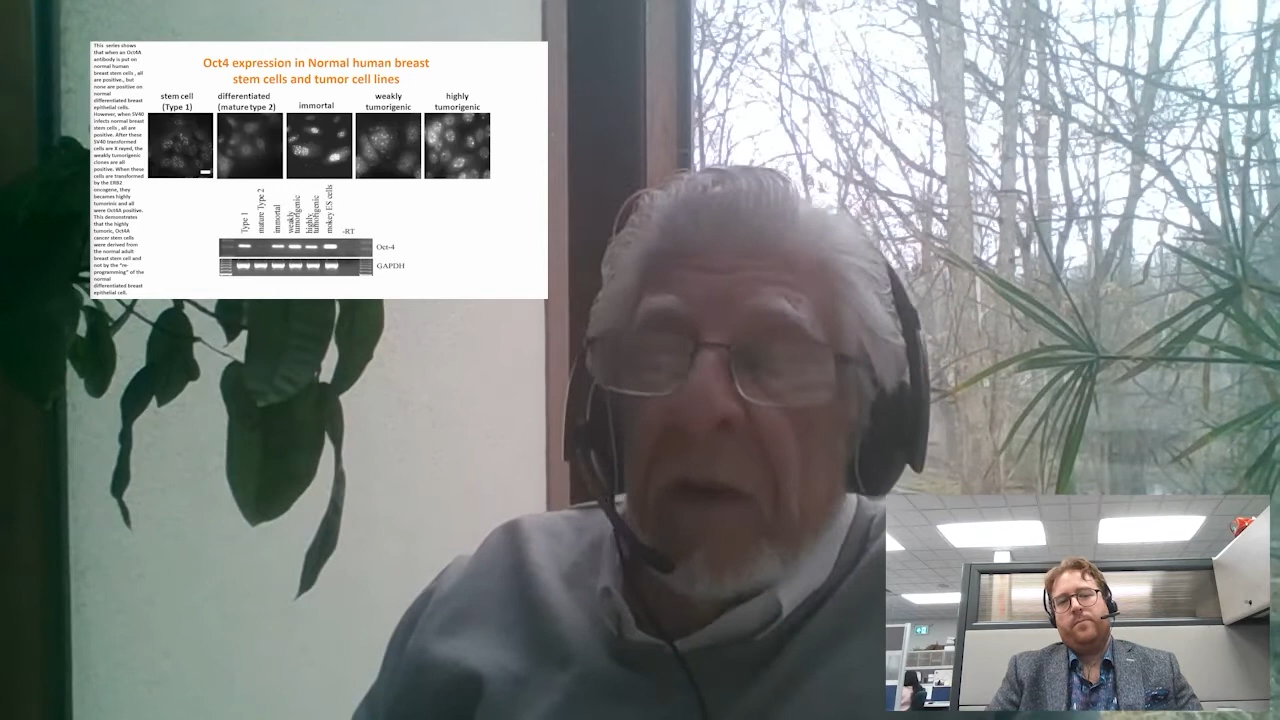 This series shows
that when an Oct4A
antibody is put on
normal human
breast stem cells , all
are positive., but
none are positive on
normal
differentiated breast
epithelial cells.
However, when SV40
infects normal breast
stem cells , all are
positive. After these
SV40 transformed
cells are X rayed, the
weakly tumorigenic
clones are all
positive. When these
cells are transformed
by the ERB2
oncogene, they
becames highly
tumorinic and all
were Oct4A positive.
This demonstrates
that the highly
tumoric, Oct4A
cancer stem cells
were derived from
the normal adult
breast stem cell and
not by the "re-
programming" of the
normal
differentiated breast
epithelial cell.
Oct4 expression in Normal human breast
stem cells and tumor cell lines
stem cell
(Type 1)
differentiated
(mature type 2)
immortal
weakly
tumorigenic
highly
tumorigenic
Type 1
mature Type 2
immortal
weakly
tumorigenic
highly
tumorigenic
mokey ES cells
-RT
Oct-4
GAPDH